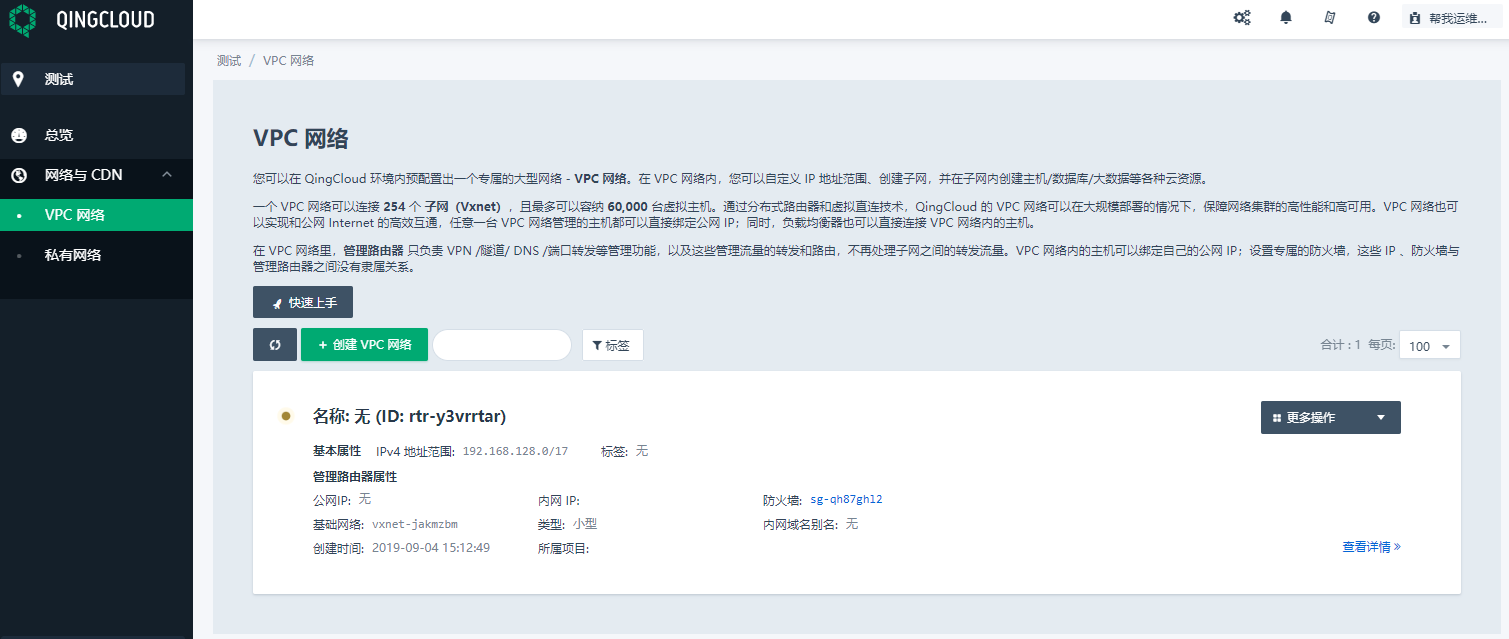 QINGCLOUD
帮我运维...
测试
总览
网络与 CDN
VPC 网络
私有网络
测试 / VPC 网络
VPC 网络
您可以在 QingCloud 环境内预配置出一个专属的大型网络 - VPC 网络。在 VPC 网络内，您可以自定义 IP 地址范围、创建子网，并在子网内创建主机/数据库/大数据等各种云资源。
一个 VPC 网络可以连接 254 个 子网（Vxnet），且最多可以容纳 60,000 台虚拟主机。通过分布式路由器和虚拟直连技术，QingCloud 的 VPC 网络可以在大规模部署的情况下，保障网络集群的高性能和高可用。VPC 网络也可
以实现和公网 Internet 的高效互通，任意一台 VPC 网络管理的主机都可以直接绑定公网 IP；同时，负载均衡器也可以直接连接 VPC 网络内的主机。
在 VPC 网络里，管理路由器 只负责 VPN /隧道/ DNS /端口转发等管理功能，以及这些管理流量的转发和路由，不再处理子网之间的转发流量。VPC 网络内的主机可以绑定自己的公网 IP；设置专属的防火墙，这些 IP 、防火墙与
管理路由器之间没有隶属关系。
快速上手
+ 创建 VPC 网络 标签 合计 : 1 每页: 100
名称: 无 (ID: rtr-y3vrrtar) 更多操作
基本属性 IPv4 地址范围: 192.168.128.0/17 标签: 无
管理路由器属性
公网IP: 无 内网 IP: 防火墙: sg-qh87ghl2
基础网络: vxnet-jakmzbm 类型: 小型 内网域名别名: 无
创建时间: 2019-09-04 15:12:49 所属项目: 查看详情 »